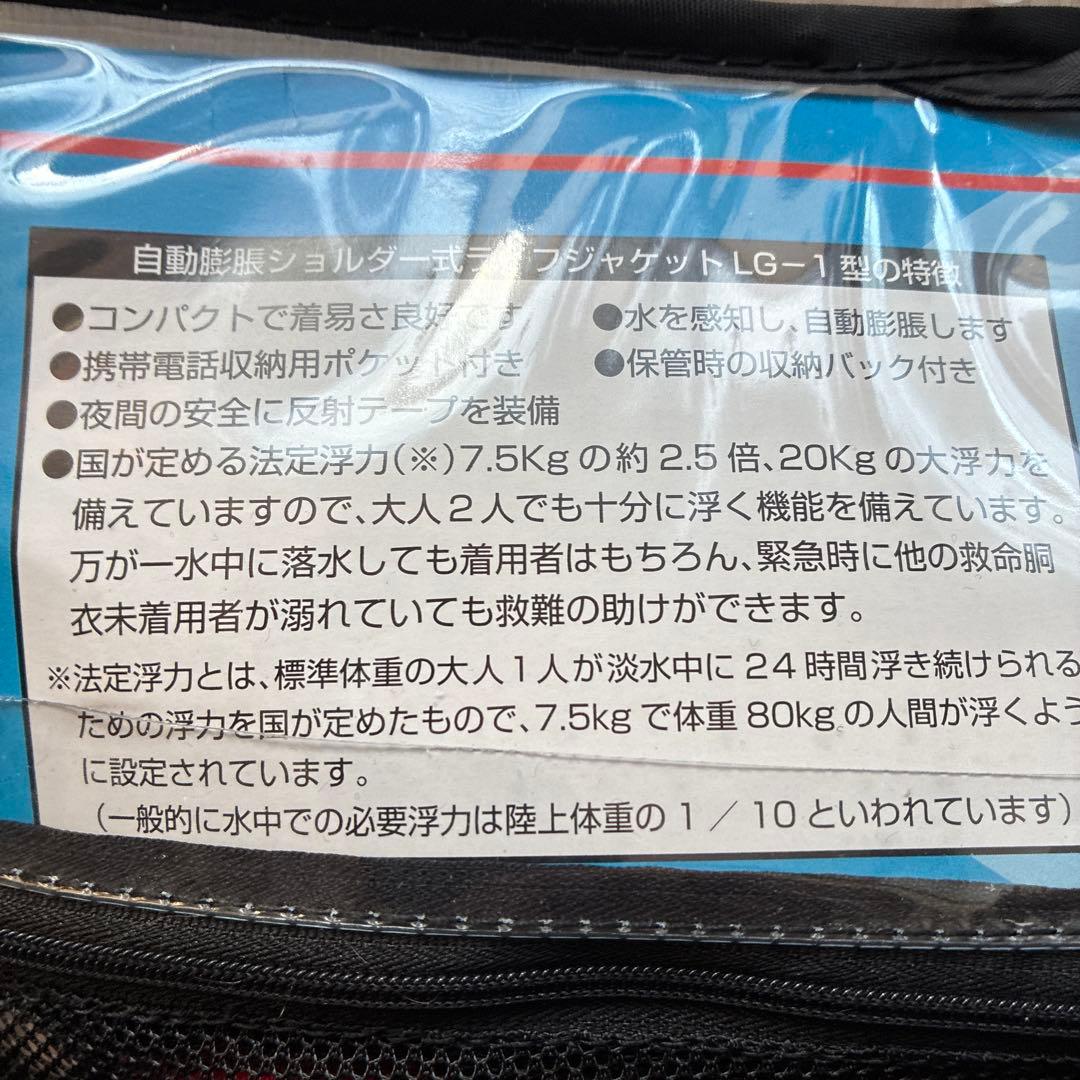 自動膨脹ショルダー式ライフジャケットLG－1型の特徴
●コンパクトで着易さ良好です ●水を感知し、自動膨脹します
●携帯電話収納用ポケット付き ●保管時の収納バック付き
●夜間の安全に反射テープを装備
●国が定める法定浮力(※)7.5Kgの約2.5倍、20Kgの大浮力を
備えていますので、大人2人でも十分に浮く機能を備えています。
万が一水中に落水しても着用者はもちろん、緊急時に他の救命胴
衣未着用者が溺れていても救難の助けができます。
※法定浮力とは、標準体重の大人1人が淡水中に24時間浮き続けられる
ための浮力を国が定めたもので、7.5kgで体重80kgの人間が浮くよう
に設定されています。
(一般的に水中での必要浮力は陸上体重の1／10といわれています)